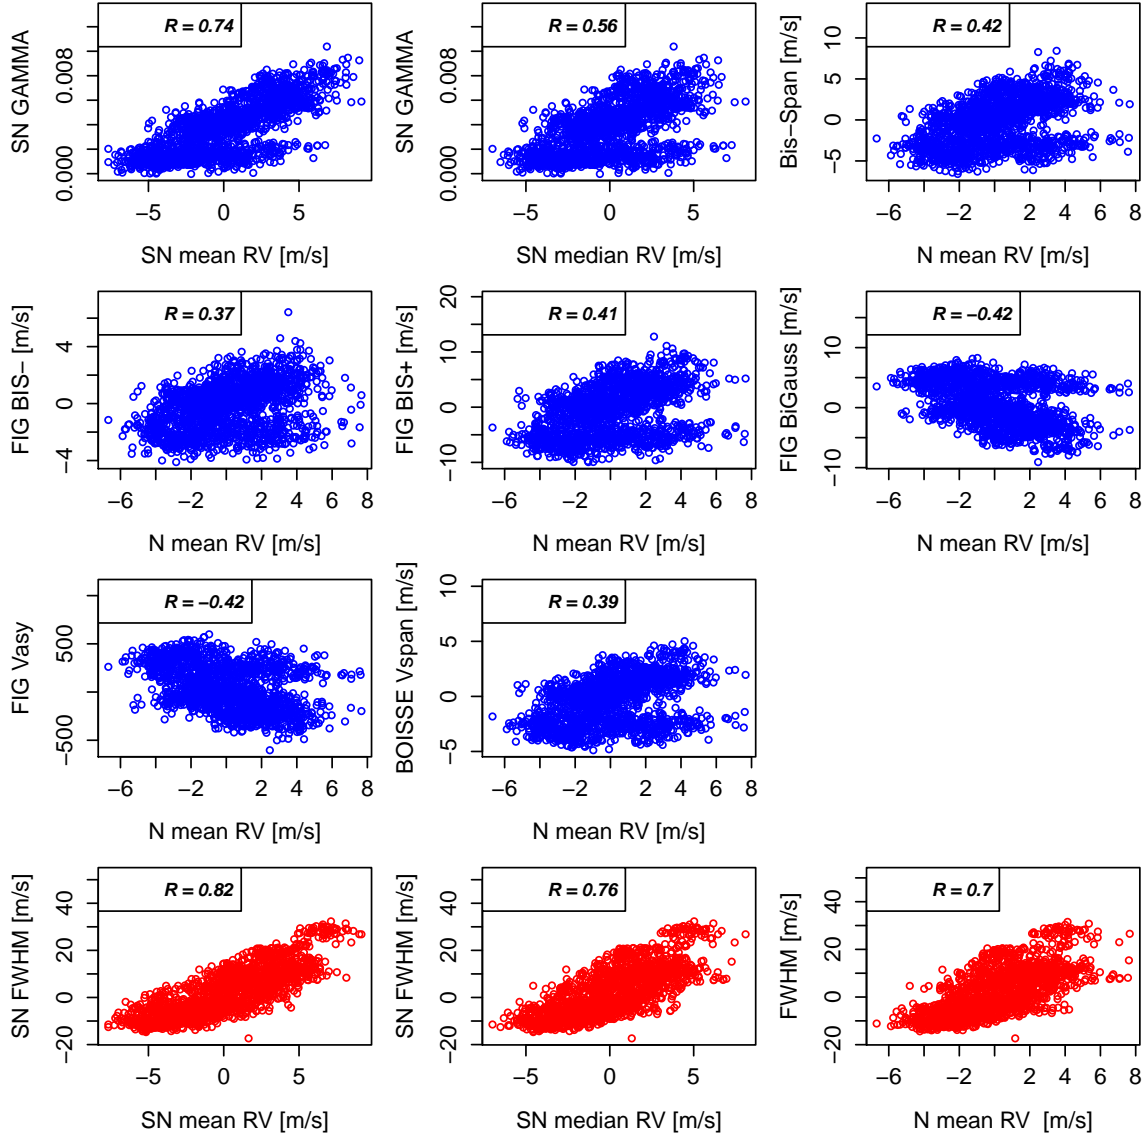 R = 0.74
SN GAMMA
0.000 0.008
−5 0 5
SN mean RV [m/s]
R = 0.56
SN GAMMA
0.000 0.008
−5 0 5
SN median RV [m/s]
R = 0.42
Bis−Span [m/s]
−5 0 5 10
−6 −2 2 4 6 8
N mean RV [m/s]
R = 0.37
FIG BIS− [m/s]
−4 0 4
−6 −2 2 4 6 8
N mean RV [m/s]
R = 0.41
FIG BIS+ [m/s]
−10 0 10 20
−6 −2 2 4 6 8
N mean RV [m/s]
R = −0.42
FIG BiGauss [m/s]
−10 0 10
−6 −2 2 4 6 8
N mean RV [m/s]
R = −0.42
FIG Vasy
−500 500
−6 −2 2 4 6 8
N mean RV [m/s]
R = 0.39
BOISSE Vspan [m/s]
−5 0 5 10
−6 −2 2 4 6 8
N mean RV [m/s]
R = 0.82
SN FWHM [m/s]
−20 0 20 40
−5 0 5
SN mean RV [m/s]
R = 0.76
SN FWHM [m/s]
−20 0 20 40
−5 0 5
SN median RV [m/s]
R = 0.7
FWHM [m/s]
−20 0 20 40
−6 −2 2 4 6 8
N mean RV [m/s]